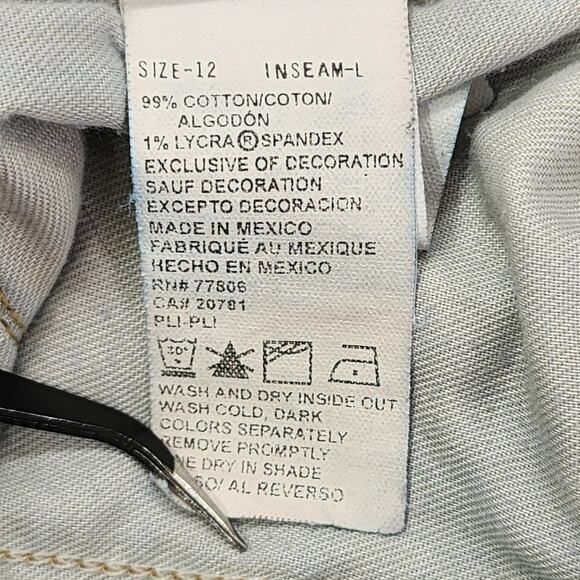 SIZE-12 INSEAM-L
99% COTTON/COTON/
ALGODÓN
1% LYCRA®SPANDEX
EXCLUSIVE OF DECORATION
SAUF DECORATION
EXCEPTO DECORACION
MADE IN MEXICO
FABRIQUÉ AU MEXIQUE
HECHO EN MEXICO
RN# 77806
CA# 20781
PLI-PLI
30°
WASH AND DRY INSIDE OUT
WASH COLD, DARK
COLORS SEPARATELY
REMOVE PROMPTLY
DRY IN SHADE
AL REVERSO